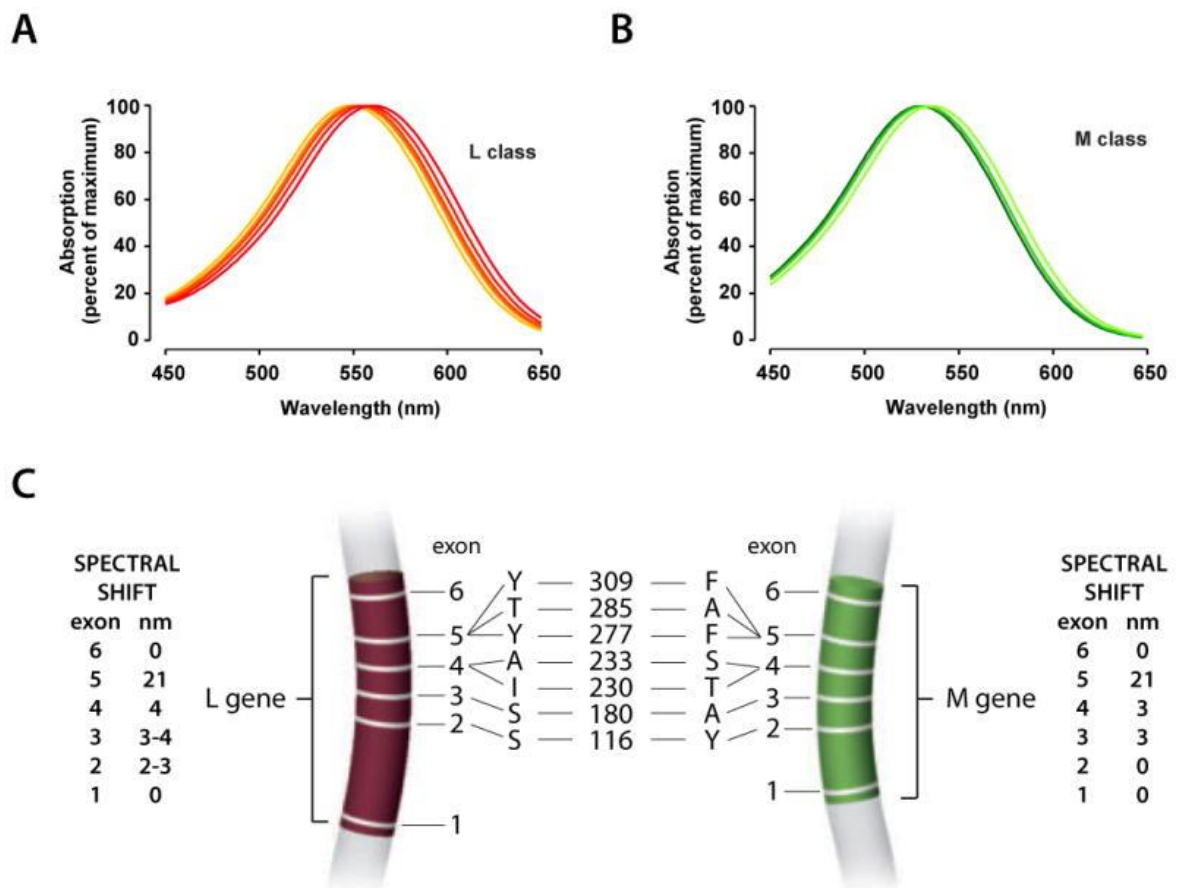 A
100
80
60
40
20
0
Absorption
(percent of maximum)
L class
450 500 550 600 650
Wavelength (nm)
B
100
80
60
40
20
0
Absorption
(percent of maximum)
M class
450 500 550 600 650
Wavelength (nm)
C
SPECTRAL
SHIFT
exon nm
6 0
5 21
4 4
3 3-4
2 2-3
1 0
L gene
exon
6
5
4
3
2
1
Y 309 F
T 285 A
Y 277 F
A 233 S
I 230 T
S 180 A
S 116 Y
exon
6
5
4
3
2
1
M gene
SPECTRAL
SHIFT
exon nm
6 0
5 21
4 3
3 3
2 0
1 0